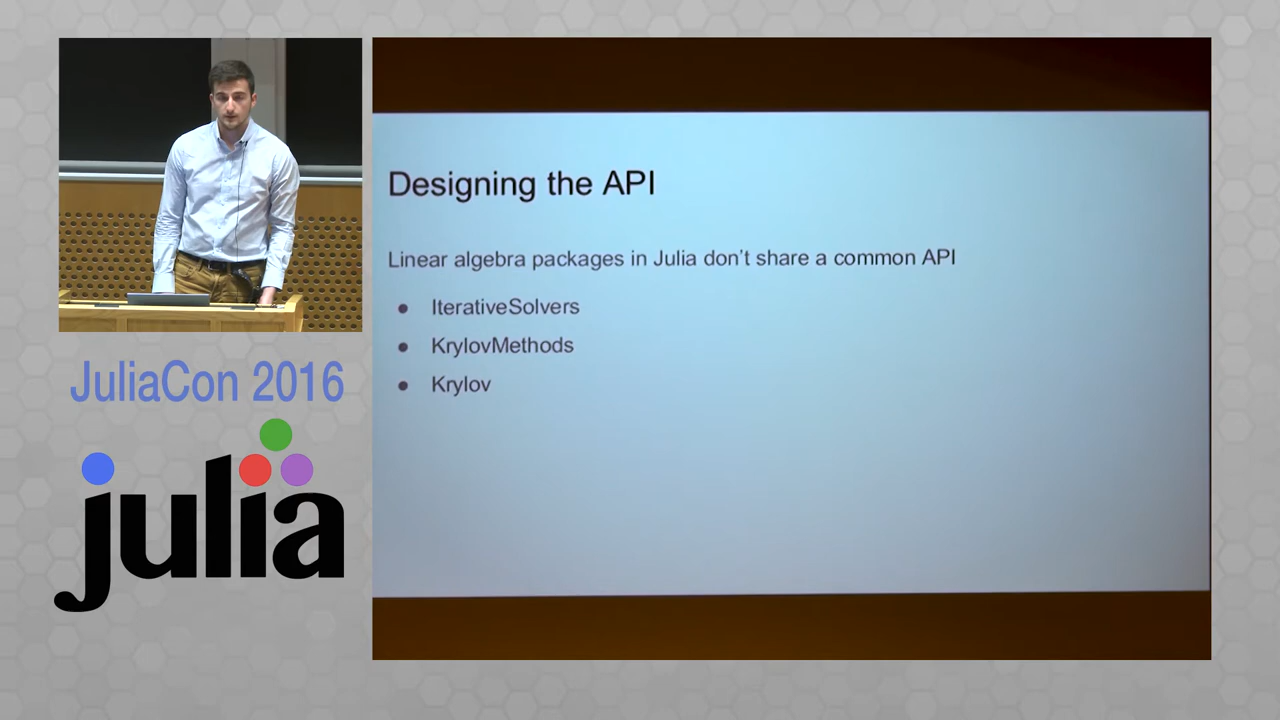 JuliaCon 2016
julia
Designing the API
Linear algebra packages in Julia don't share a common API
● IterativeSolvers
● KrylovMethods
● Krylov